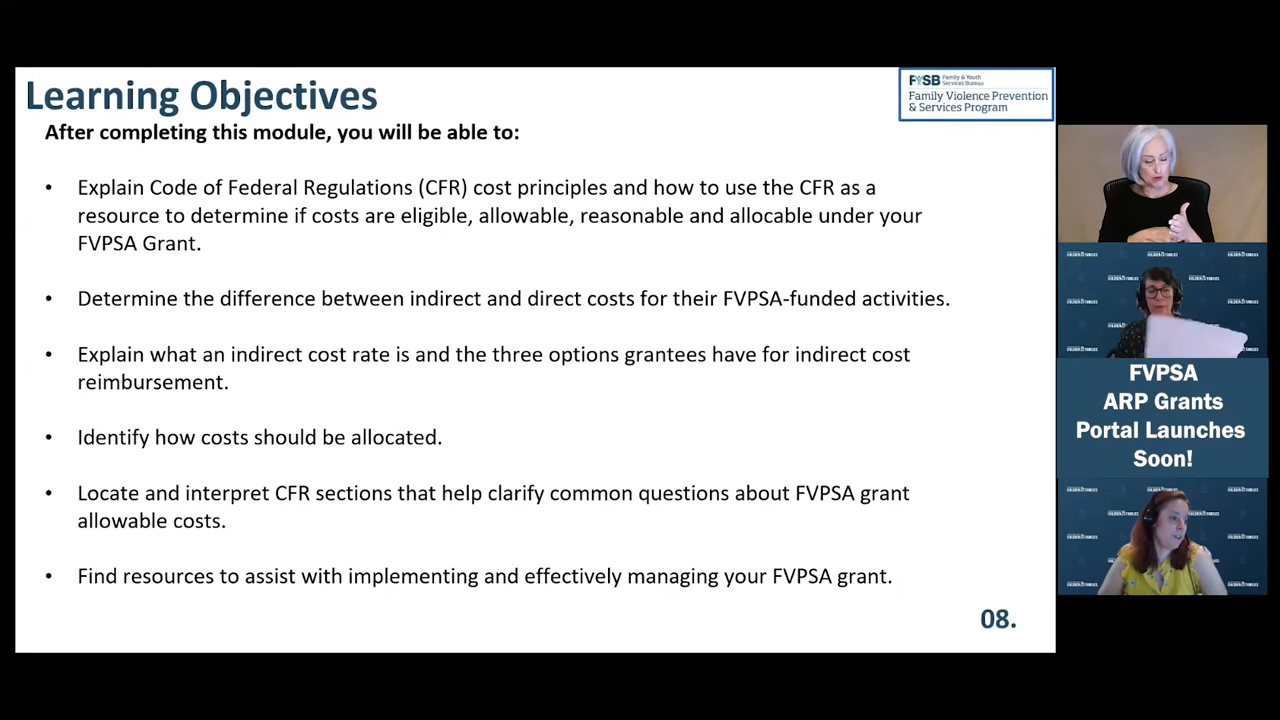 Learning Objectives
FYSB Family & Youth
Services Bureau
Family Violence Prevention
& Services Program
After completing this module, you will be able to:
• Explain Code of Federal Regulations (CFR) cost principles and how to use the CFR as a
resource to determine if costs are eligible, allowable, reasonable and allocable under your
FVPSA Grant.
• Determine the difference between indirect and direct costs for their FVPSA-funded activities.
• Explain what an indirect cost rate is and the three options grantees have for indirect cost
reimbursement.
• Identify how costs should be allocated.
• Locate and interpret CFR sections that help clarify common questions about FVPSA grant
allowable costs.
• Find resources to assist with implementing and effectively managing your FVPSA grant.
08.
FVPSA
ARP Grants
Portal Launches
Soon!